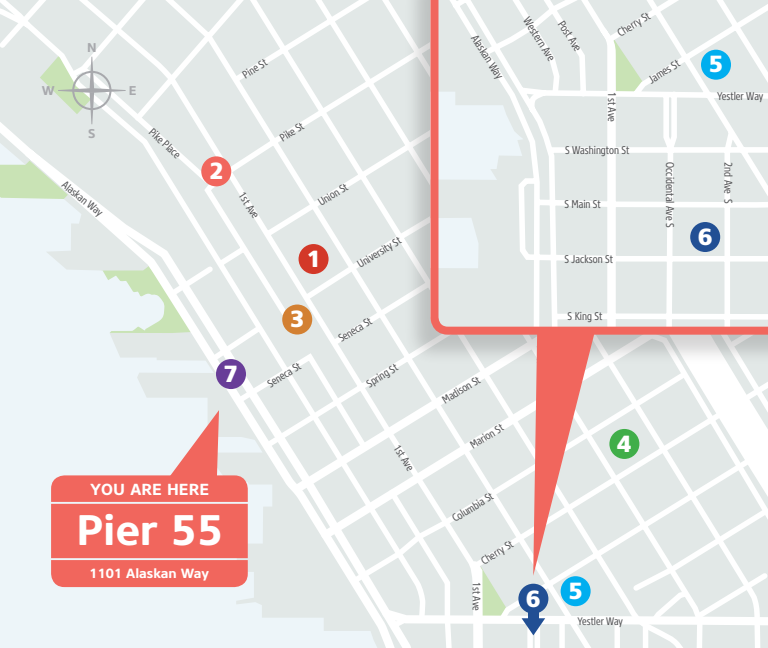 N
W
E
S
Pine St
Pike St
Pike Place
2
Alaskan Way
1st Ave
Union St
1
University St
3
Seneca St
7
Seneca St
Spring St
Madison St
Marion St
1st Ave
4
Columbia St
Cherry St
1st Ave
6
5
Yestler Way
YOU ARE HERE
Pier 55
1101 Alaskan Way
Alaskan Way
Western Ave
Post Ave
Cherry St
James St
5
Yestler Way
1st Ave
S Washington St
Occidental Ave S
2nd Ave S
S Main St
6
S Jackson St
S King St